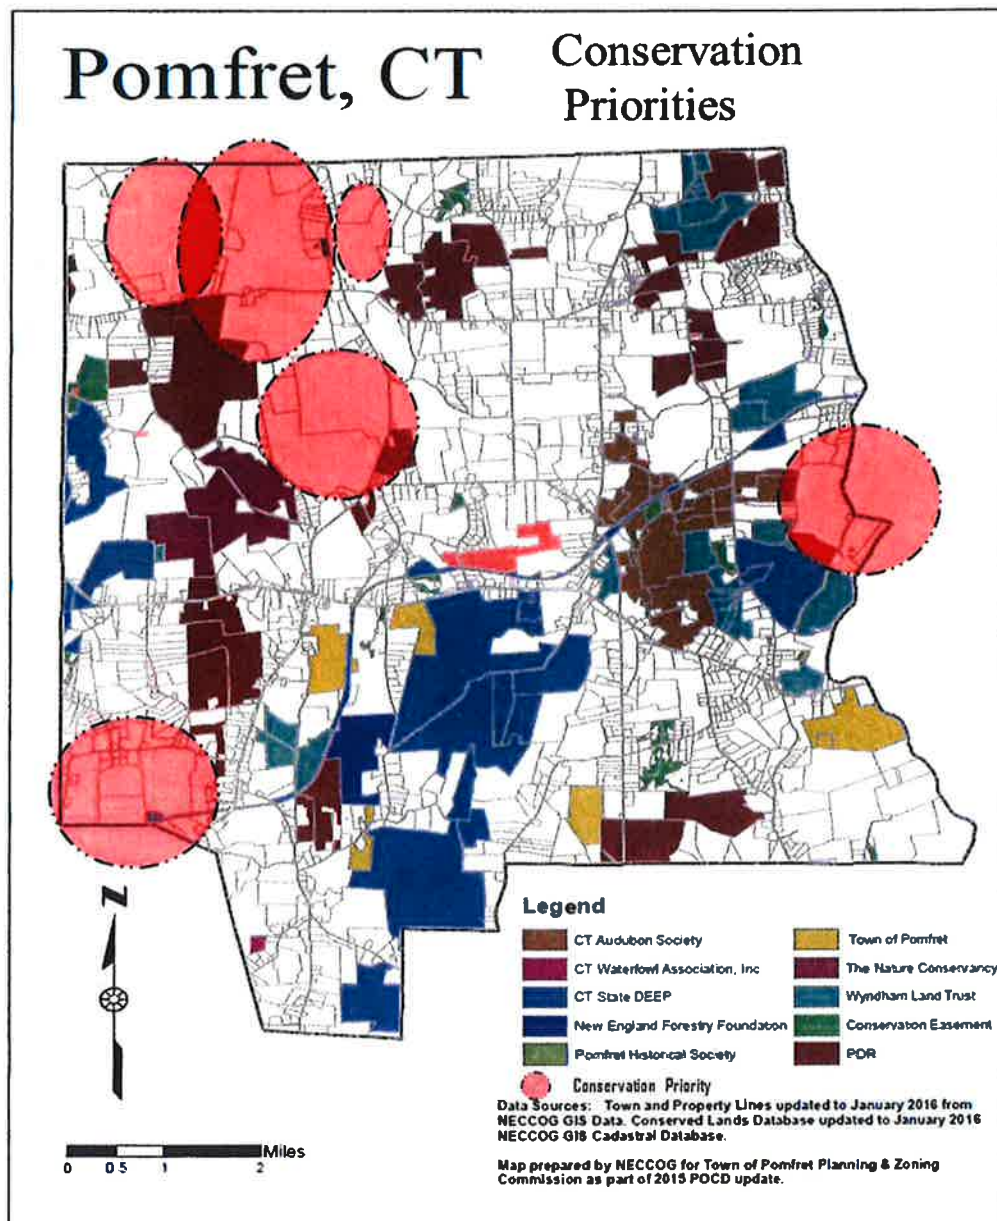 Pomfret, CT
Conservation
Priorities
N
Legend
CT Audubon Society
CT Waterfowl Association, Inc
CT State DEEP
New England Forestry Foundation
Pomfret Historical Society
Town of Pomfret
The Nature Conservancy
Wyndham Land Trust
Conservation Easement
PDR
Conservation Priority
Data Sources: Town and Property Lines updated to January 2016 from
NECCOG GIS Data. Conserved Lands Database updated to January 2016
NECCOG GIS Cadastral Database.
Map prepared by NECCOG for Town of Pomfret Planning & Zoning
Commission as part of 2015 POCD update.
Miles
0 0.5 1 2